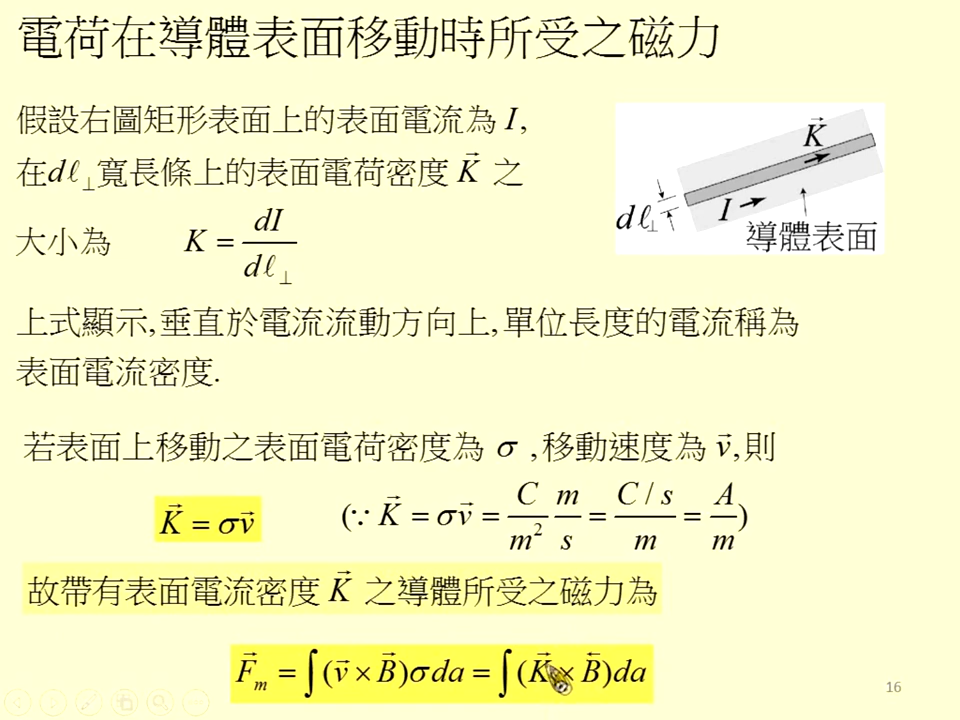 電荷在導體表面移動時所受之磁力
假設右圖矩形表面上的表面電流為 I,
在dℓ⊥寬長條上的表面電荷密度 K⃗ 之
大小為 K = dI / dℓ⊥
K⃗
dℓ⊥
I
導體表面
上式顯示,垂直於電流流動方向上,單位長度的電流稱為
表面電流密度.
若表面上移動之表面電荷密度為 σ ,移動速度為 v⃗,則
K⃗ = σv⃗ (∵ K⃗ = σv⃗ = C/m² m/s = (C / s)/m = A/m)
故帶有表面電流密度 K⃗ 之導體所受之磁力為
F⃗m = ∫(v⃗ × B⃗)σda = ∫(K⃗ × B⃗)da
16